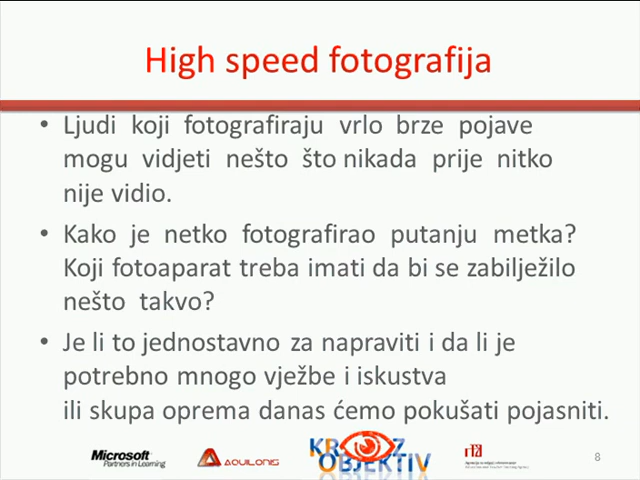 High speed fotografija
• Ljudi koji fotografiraju vrlo brze pojave
mogu vidjeti nešto što nikada prije nitko
nije vidio.
• Kako je netko fotografirao putanju metka?
Koji fotoaparat treba imati da bi se zabilježilo
nešto takvo?
• Je li to jednostavno za napraviti i da li je
potrebno mnogo vježbe i iskustva
ili skupa oprema danas ćemo pokušati pojasniti.
Microsoft
Partners in Learning
AQUILONIS
KROZ
OBJEKTIV
8